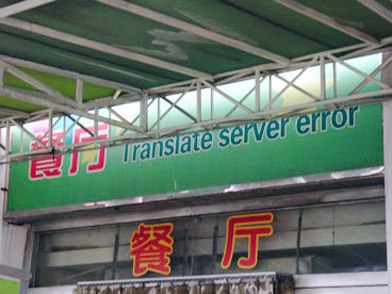 餐厅 Translate server error
餐厅